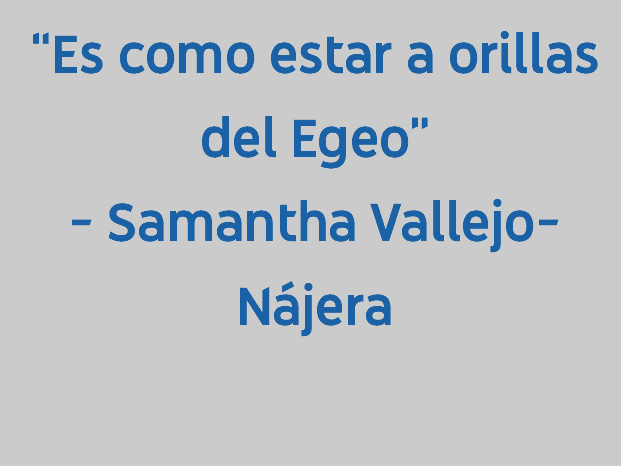 “Es como estar a orillas
del Egeo”
- Samantha Vallejo-
Nájera